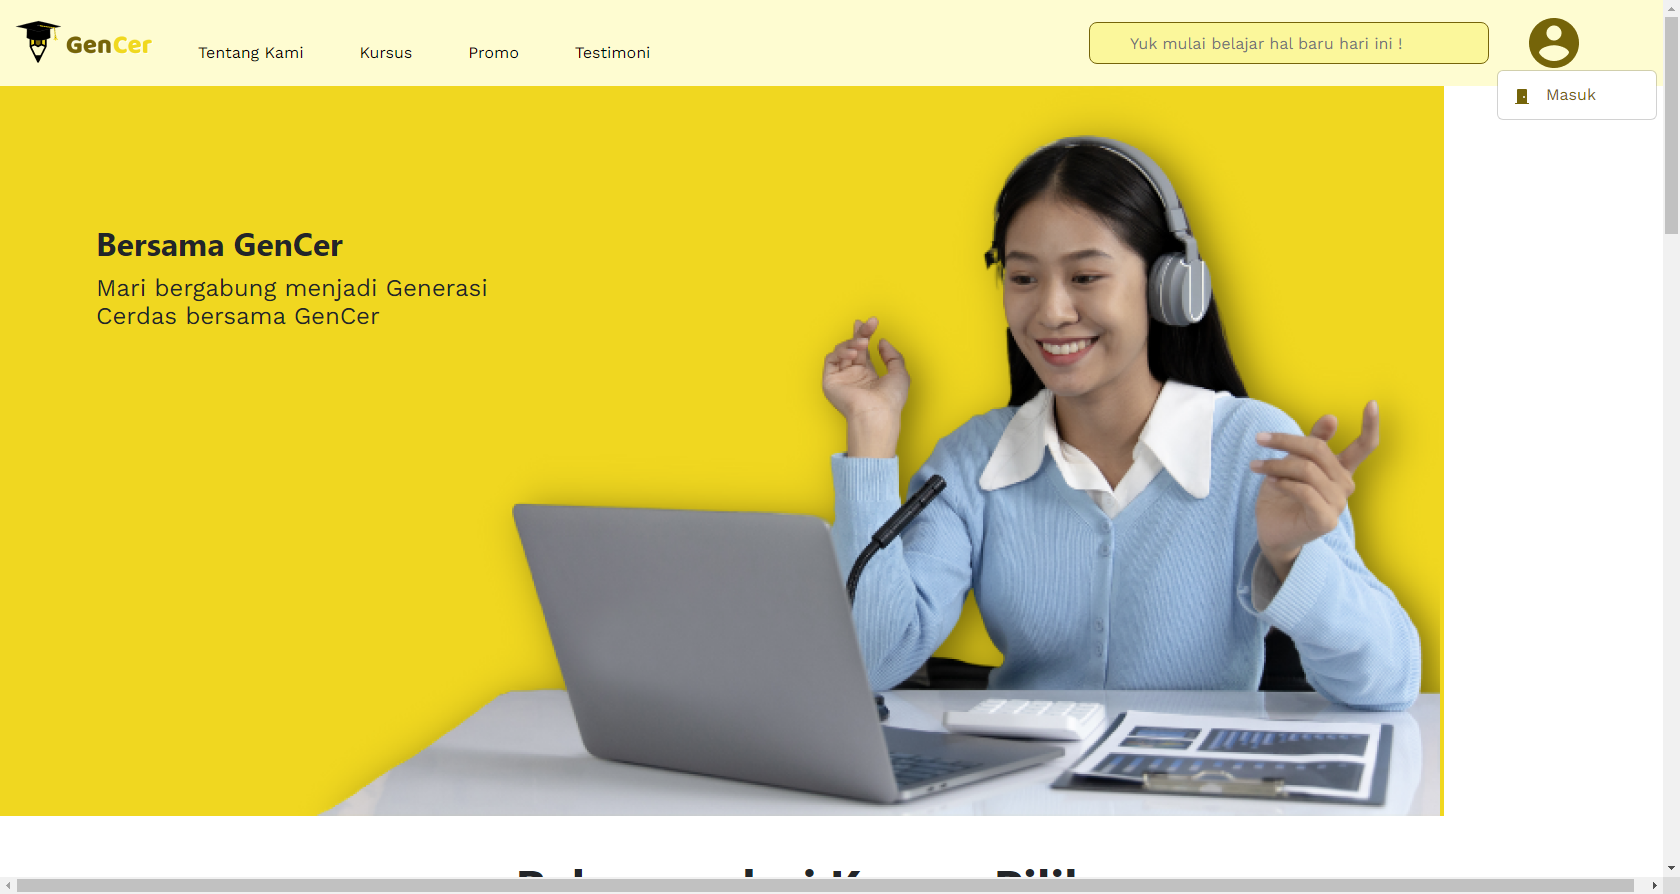 GenCer
Tentang Kami
Kursus
Promo
Testimoni
Yuk mulai belajar hal baru hari ini !
Masuk
Bersama GenCer
Mari bergabung menjadi Generasi
Cerdas bersama GenCer